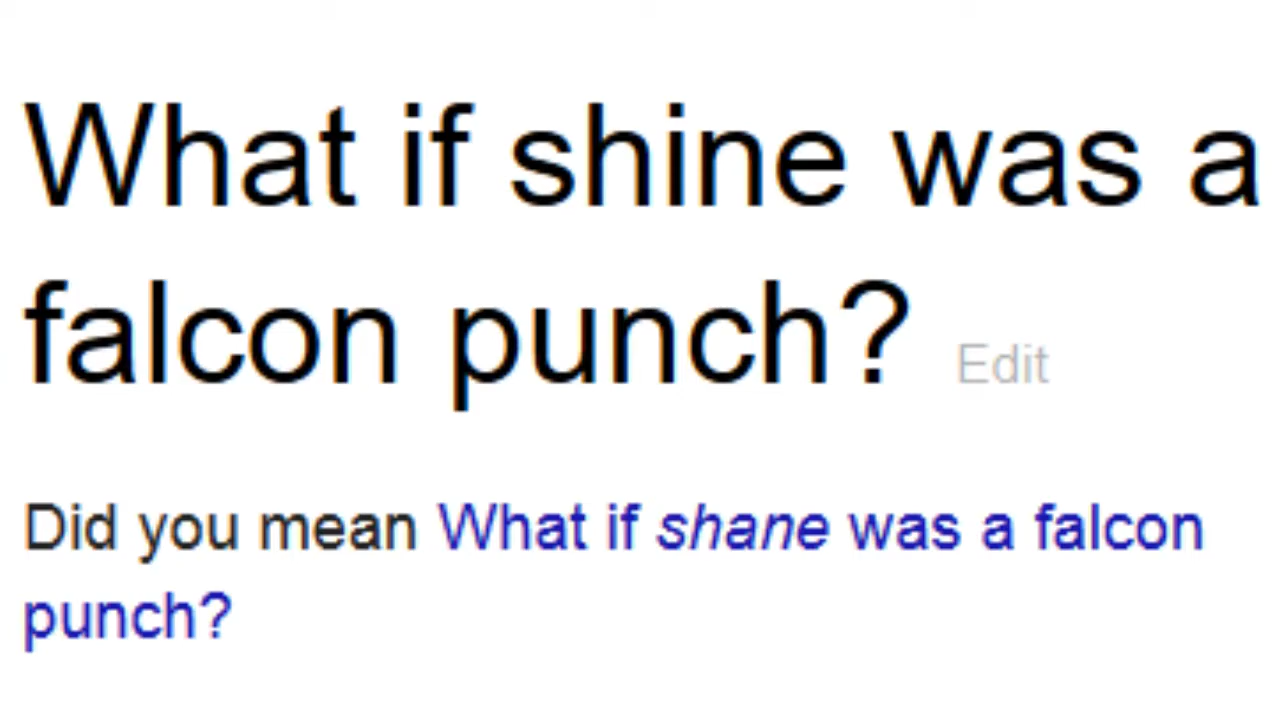 What if shine was a
falcon punch? Edit
Did you mean What if shane was a falcon
punch?